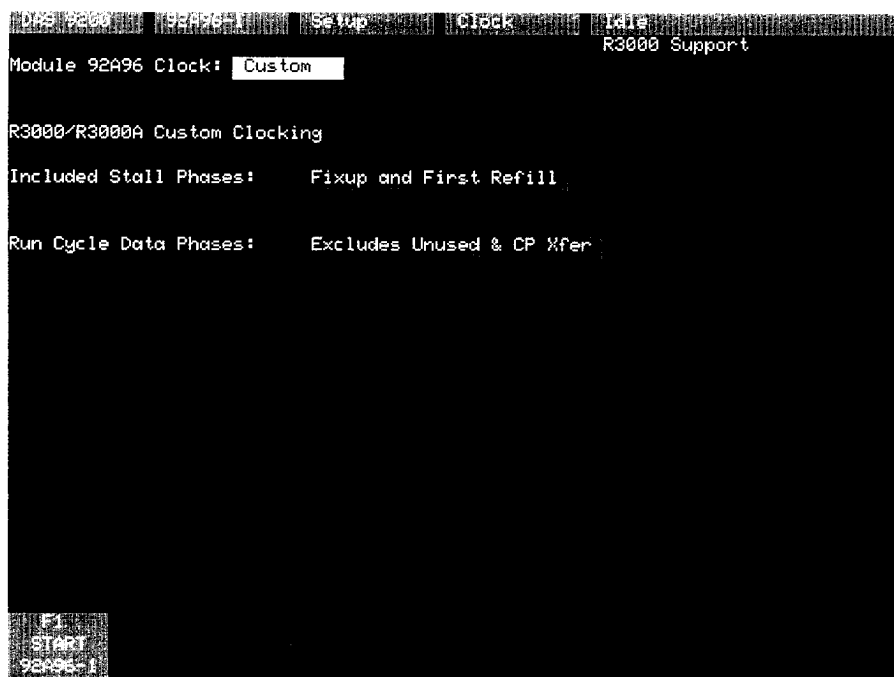 DAS 9200 92A96-1 Setup Clock Idle
R3000 Support
Module 92A96 Clock: Custom
R3000/R3000A Custom Clocking
Included Stall Phases: Fixup and First Refill
Run Cycle Data Phases: Excludes Unused & CP Xfer
F1
START
92A96-1